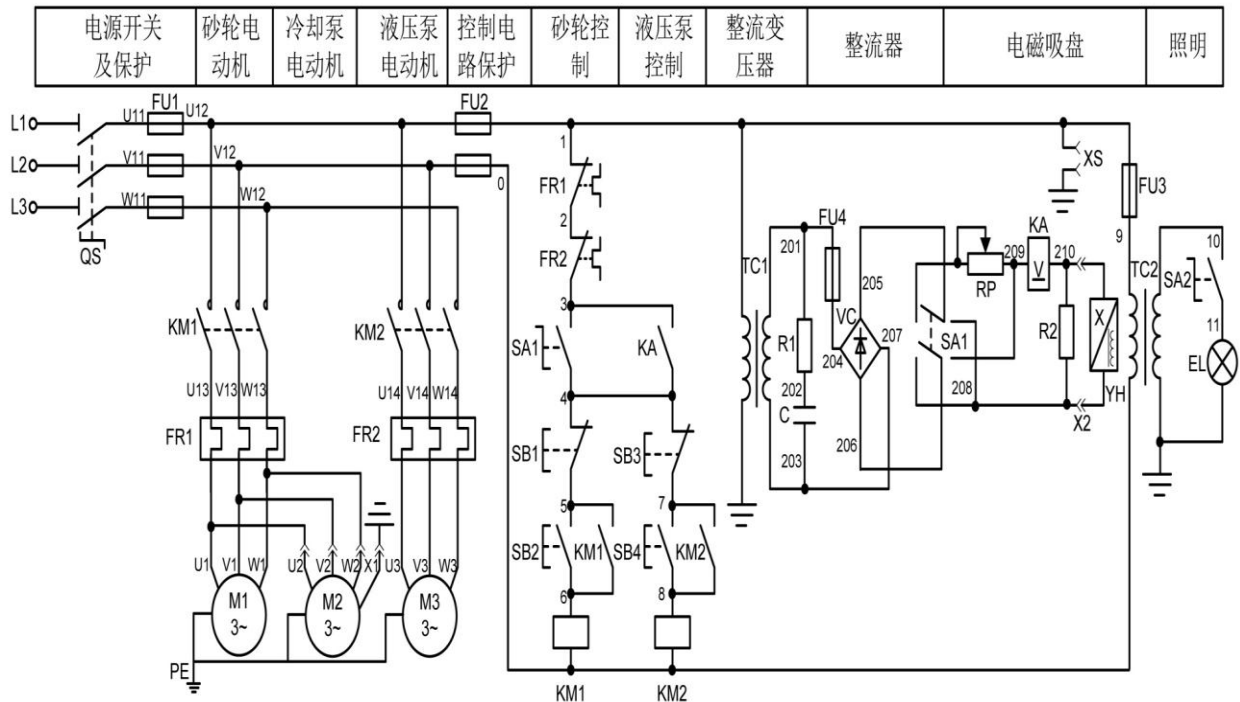 电源开关
及保护
砂轮电
动机
冷却泵
电动机
液压泵
电动机
控制电
路保护
砂轮控
制
液压泵
控制
整流变
压器
整流器
电磁吸盘
照明
L1
U11
FU1
U12
FU2
L2
V11
V12
0
L3
W11
W12
QS
1
FR1
2
FR2
3
XS
FU3
9
KM1
KM2
SA1
KA
4
TC1
201
FU4
R1
202
C
203
VC
204
205
206
207
208
SA1
RP
209
KA
V
210
R2
X
YH
X2
TC2
10
SA2
11
EL
U13
V13
W13
FR1
U14
V14
W14
FR2
SB1
SB3
5
7
SB2
KM1
SB4
KM2
6
8
U1
V1
W1
U2
V2
W2
X1
U3
V3
W3
M1
3~
M2
3~
M3
3~
PE
KM1
KM2